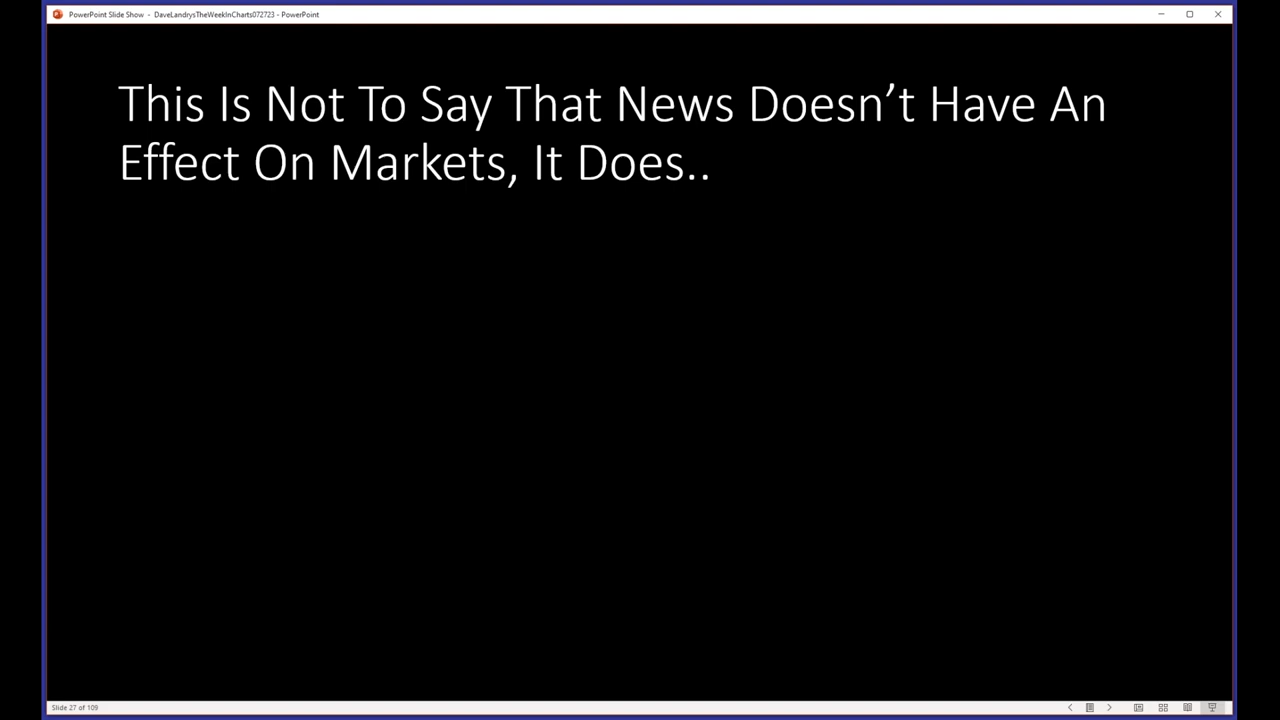 PowerPoint Slide Show - DaveLandrysTheWeekInCharts072723 - PowerPoint
This Is Not To Say That News Doesn’t Have An
Effect On Markets, It Does..
Slide 27 of 109